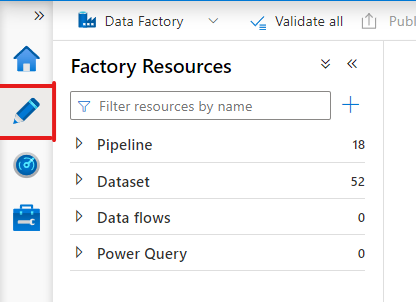 Data Factory Validate all
Factory Resources
Filter resources by name
Pipeline 18
Dataset 52
Data flows 0
Power Query 0